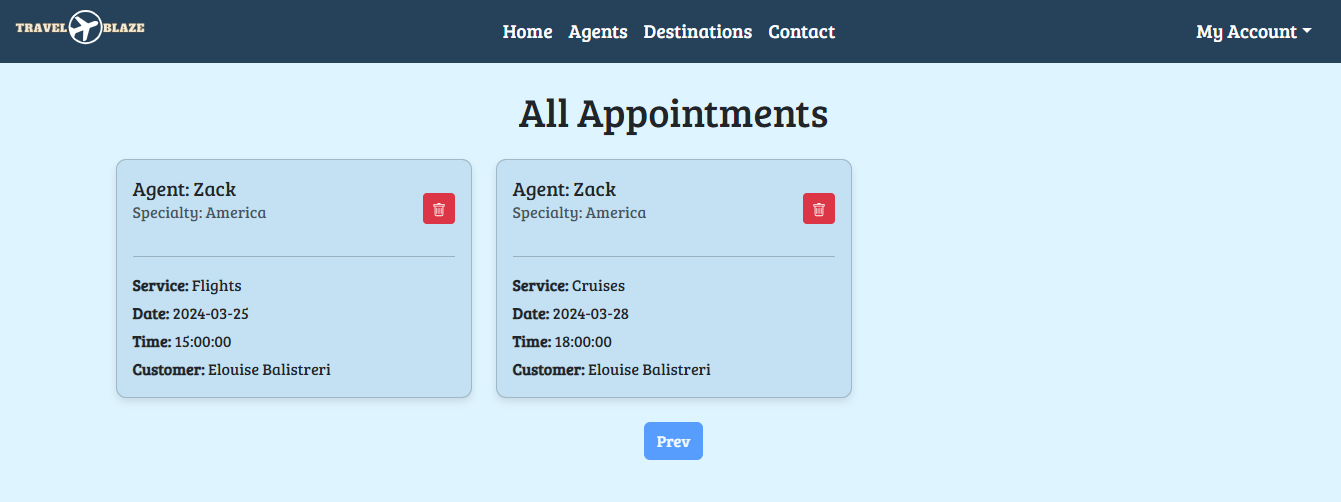 TRAVEL BLAZE
Home Agents Destinations Contact
My Account
All Appointments
Agent: Zack
Specialty: America
Service: Flights
Date: 2024-03-25
Time: 15:00:00
Customer: Elouise Balistreri
Agent: Zack
Specialty: America
Service: Cruises
Date: 2024-03-28
Time: 18:00:00
Customer: Elouise Balistreri
Prev